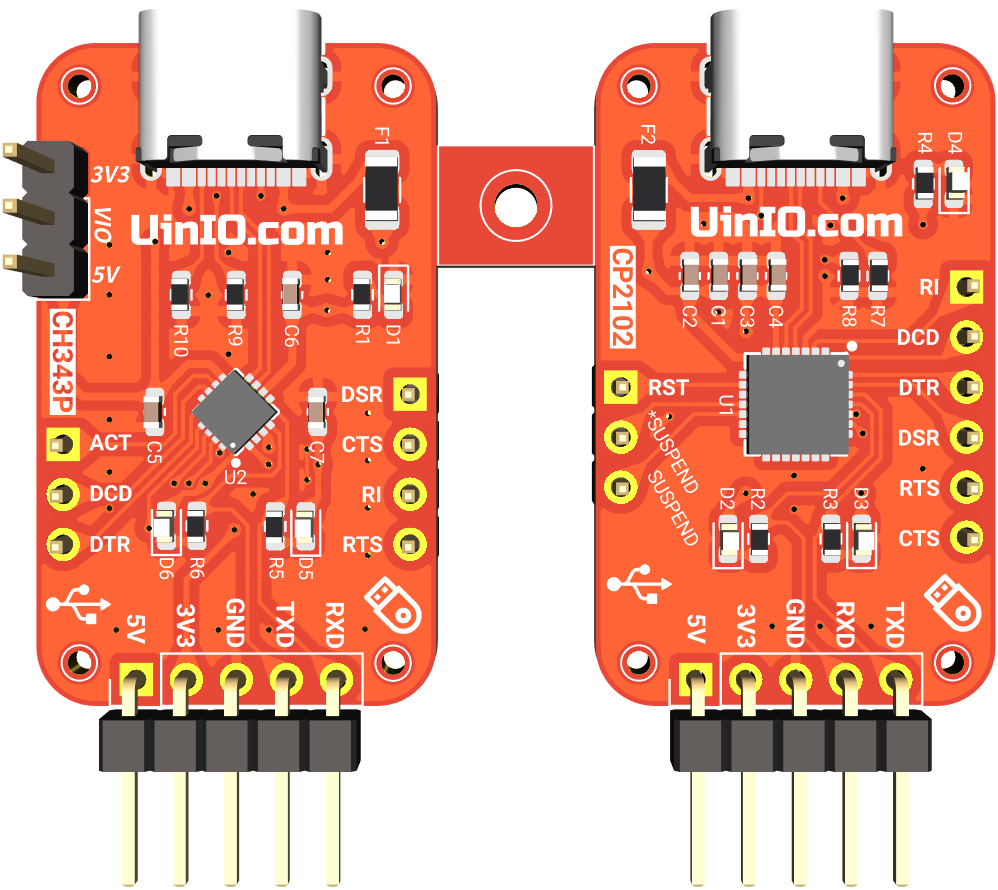 F1
3V3
VIO
5V
UinIO.com
R10
R9
C6
R1
D1
CH343P
DSR
CTS
RI
RTS
ACT
DCD
DTR
C5
C7
U2
D6
R6
R5
D5
5V
3V3
GND
TXD
RXD
F2
R4
D4
UinIO.com
CP2102
C2
C1
C3
C4
R8
R7
RI
DCD
DTR
DSR
RTS
CTS
RST
*SUSPEND
SUSPEND
U1
D2
R2
R3
D3
5V
3V3
GND
RXD
TXD